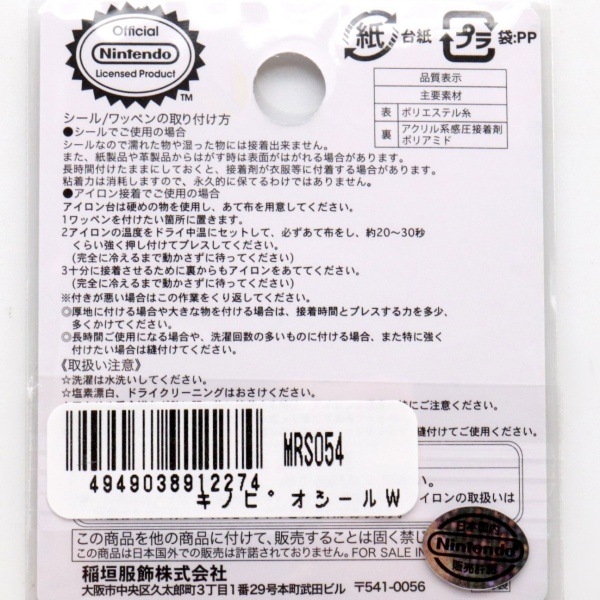 Official
Nintendo
Licensed Product
TM
紙 台紙
プラ 袋:PP
品質表示
主要素材
表 ポリエステル糸
裏 アクリル系感圧接着剤
ポリアミド
シール/ワッペンの取り付け方
●シールでご使用の場合
シールなので濡れた物や湿った物には接着出来ません。
また、紙製品や革製品からはがす時は表面がはがれる場合があります。
長時間付けたままにしておくと、接着剤が衣服等に付着する場合があります。
粘着力は消耗しますので、永久的に保てるわけではありません。
●アイロン接着でご使用の場合
アイロン台は硬めの物を使用し、あて布を用意してください。
1ワッペンを付けたい箇所に置きます。
2アイロンの温度をドライ中温にセットして、必ずあて布をし、約20〜30秒
くらい強く押し付けてプレスしてください。
(完全に冷えるまで動かさずに待ってください)
3十分に接着させるために裏からもアイロンをあててください。
(完全に冷えるまで動かさずに待ってください)
※付きが悪い場合はこの作業をくり返してください。
◎厚地に付ける場合や大きな物を付ける場合は、接着時間とプレスする力を多少、
多くかけてください。
◎長時間ご使用になる場合や、洗濯回数の多いものに付ける場合、また特に強く
付けたい場合は縫付けてください。
《取扱い注意》
☆洗濯は水洗いしてください。
☆塩素漂白、ドライクリーニングはおさけください。
にご注意ください。
付けてご使用ください。
4949038912274
MRS054
キノピオシールW
アイロンの取扱いは
この商品を他の商品に付けて、販売することは固く禁じ
この商品は日本国外での販売は許諾されておりません。FOR SALE IN
日本国内
Nintendo
販売許諾
稲垣服飾株式会社
大阪市中央区久太郎町3丁目1番29号本町武田ビル 〒541-0056